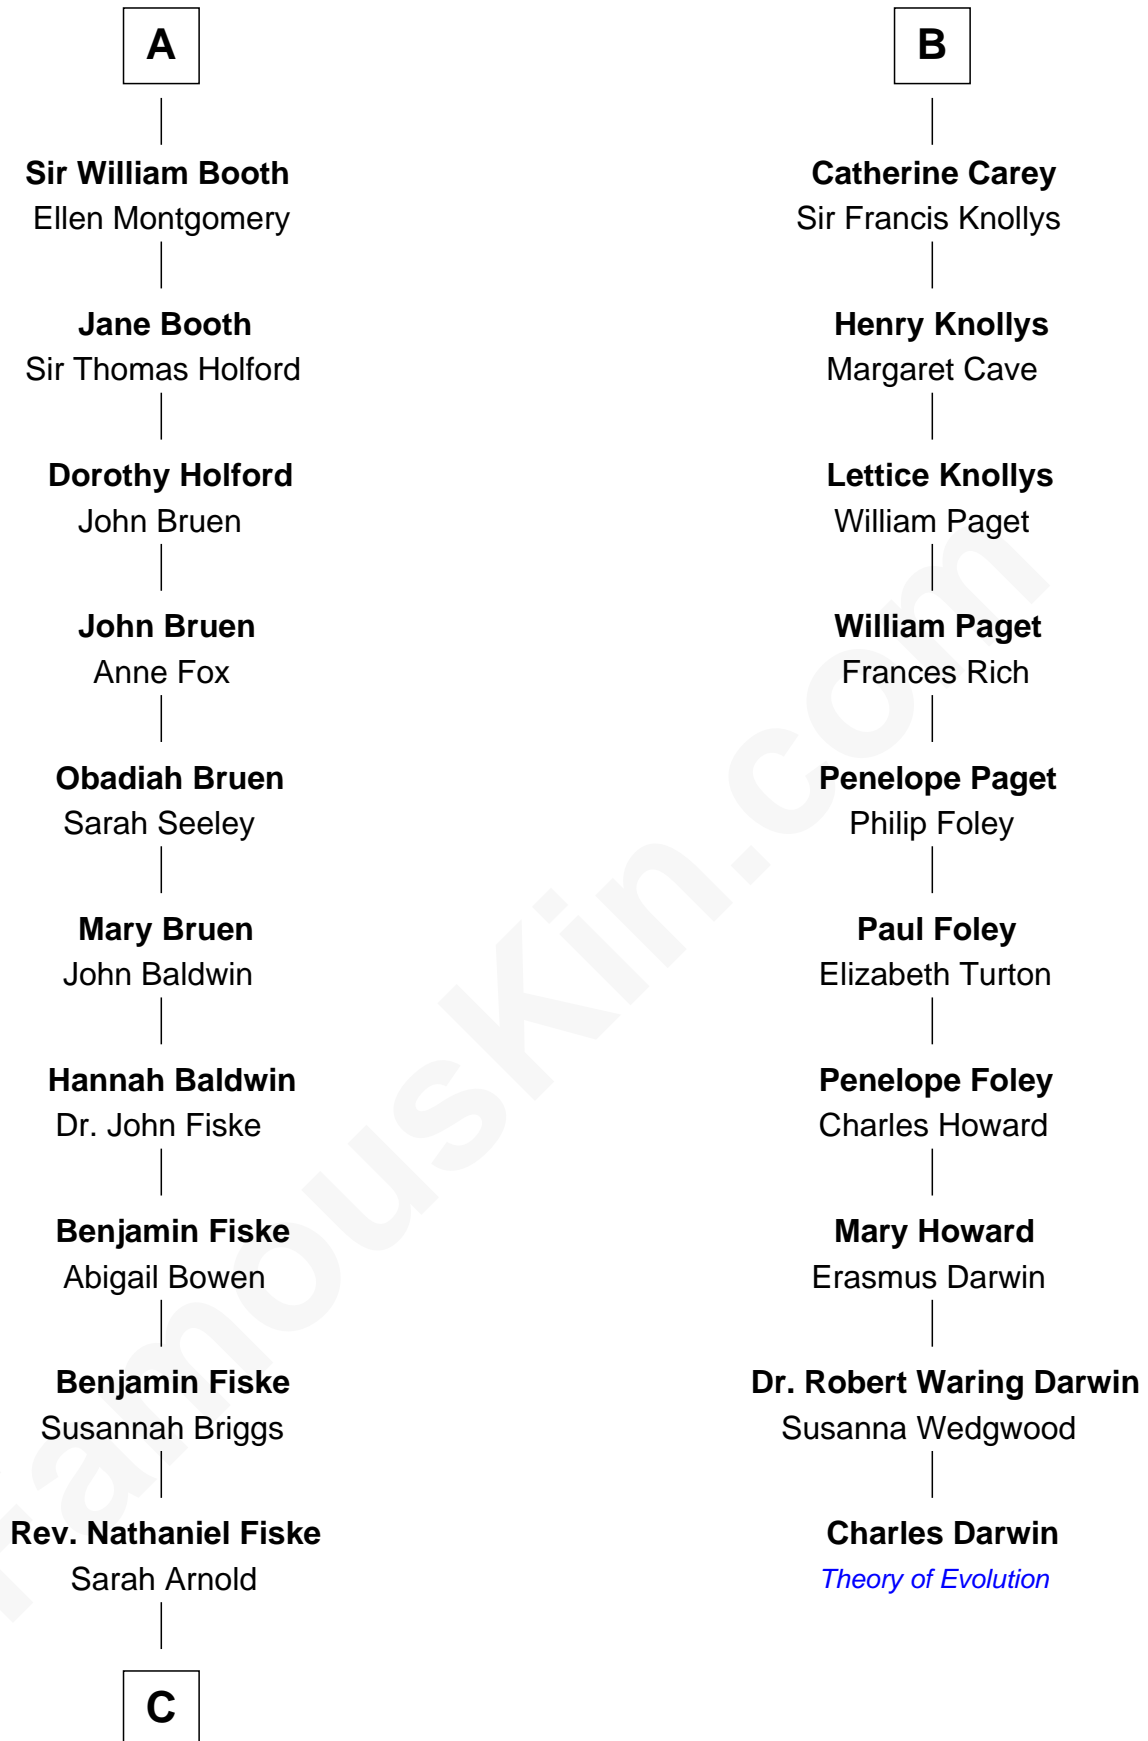 A
Sir William Booth
Ellen Montgomery
Jane Booth
Sir Thomas Holford
Dorothy Holford
John Bruen
John Bruen
Anne Fox
Obadiah Bruen
Sarah Seeley
Mary Bruen
John Baldwin
Hannah Baldwin
Dr. John Fiske
Benjamin Fiske
Abigail Bowen
Benjamin Fiske
Susannah Briggs
Rev. Nathaniel Fiske
Sarah Arnold
C
B
Catherine Carey
Sir Francis Knollys
Henry Knollys
Margaret Cave
Lettice Knollys
William Paget
William Paget
Frances Rich
Penelope Paget
Philip Foley
Paul Foley
Elizabeth Turton
Penelope Foley
Charles Howard
Mary Howard
Erasmus Darwin
Dr. Robert Waring Darwin
Susanna Wedgwood
Charles Darwin
Theory of Evolution
FamousKin.com